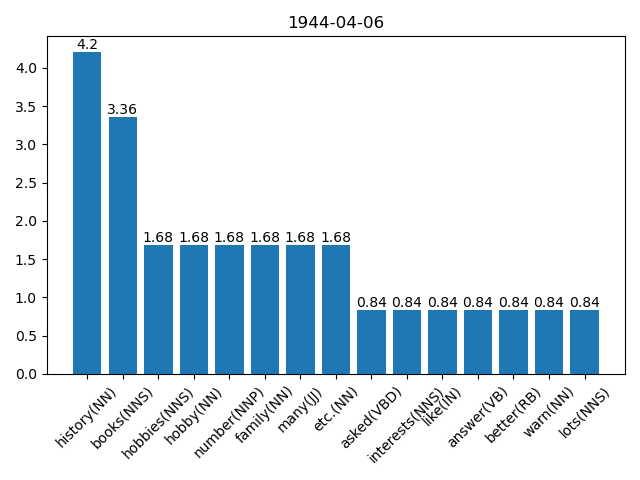 1944-04-06
4.0
3.5
3.0
2.5
2.0
1.5
1.0
0.5
0.0
4.2
3.36
1.68
1.68
1.68
1.68
1.68
1.68
0.84
0.84
0.84
0.84
0.84
0.84
0.84
history(NN)
books(NNS)
hobbies(NNS)
hobby(NN)
number(NNP)
family(NN)
many(JJ)
etc.(NN)
asked(VBD)
interests(NNS)
like(IN)
answer(VB)
better(RB)
warn(NN)
lots(NNS)